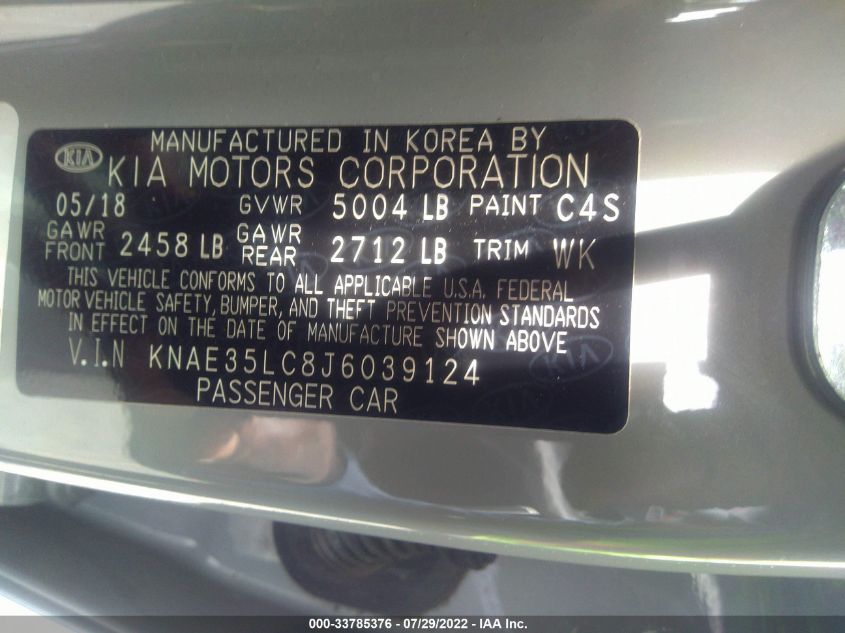 MANUFACTURED IN KOREA BY
KIA KIA MOTORS CORPORATION
05/18 GVWR 5004 LB PAINT C4S
GAWR FRONT 2458 LB GAWR REAR 2712 LB TRIM WK
THIS VEHICLE CONFORMS TO ALL APPLICABLE U.S.A. FEDERAL
MOTOR VEHICLE SAFETY, BUMPER, AND THEFT PREVENTION STANDARDS
IN EFFECT ON THE DATE OF MANUFACTURE SHOWN ABOVE
V.I.N KNAE35LC8J6039124
PASSENGER CAR
000-33785376 / 07/29/2022 - IAA Inc.